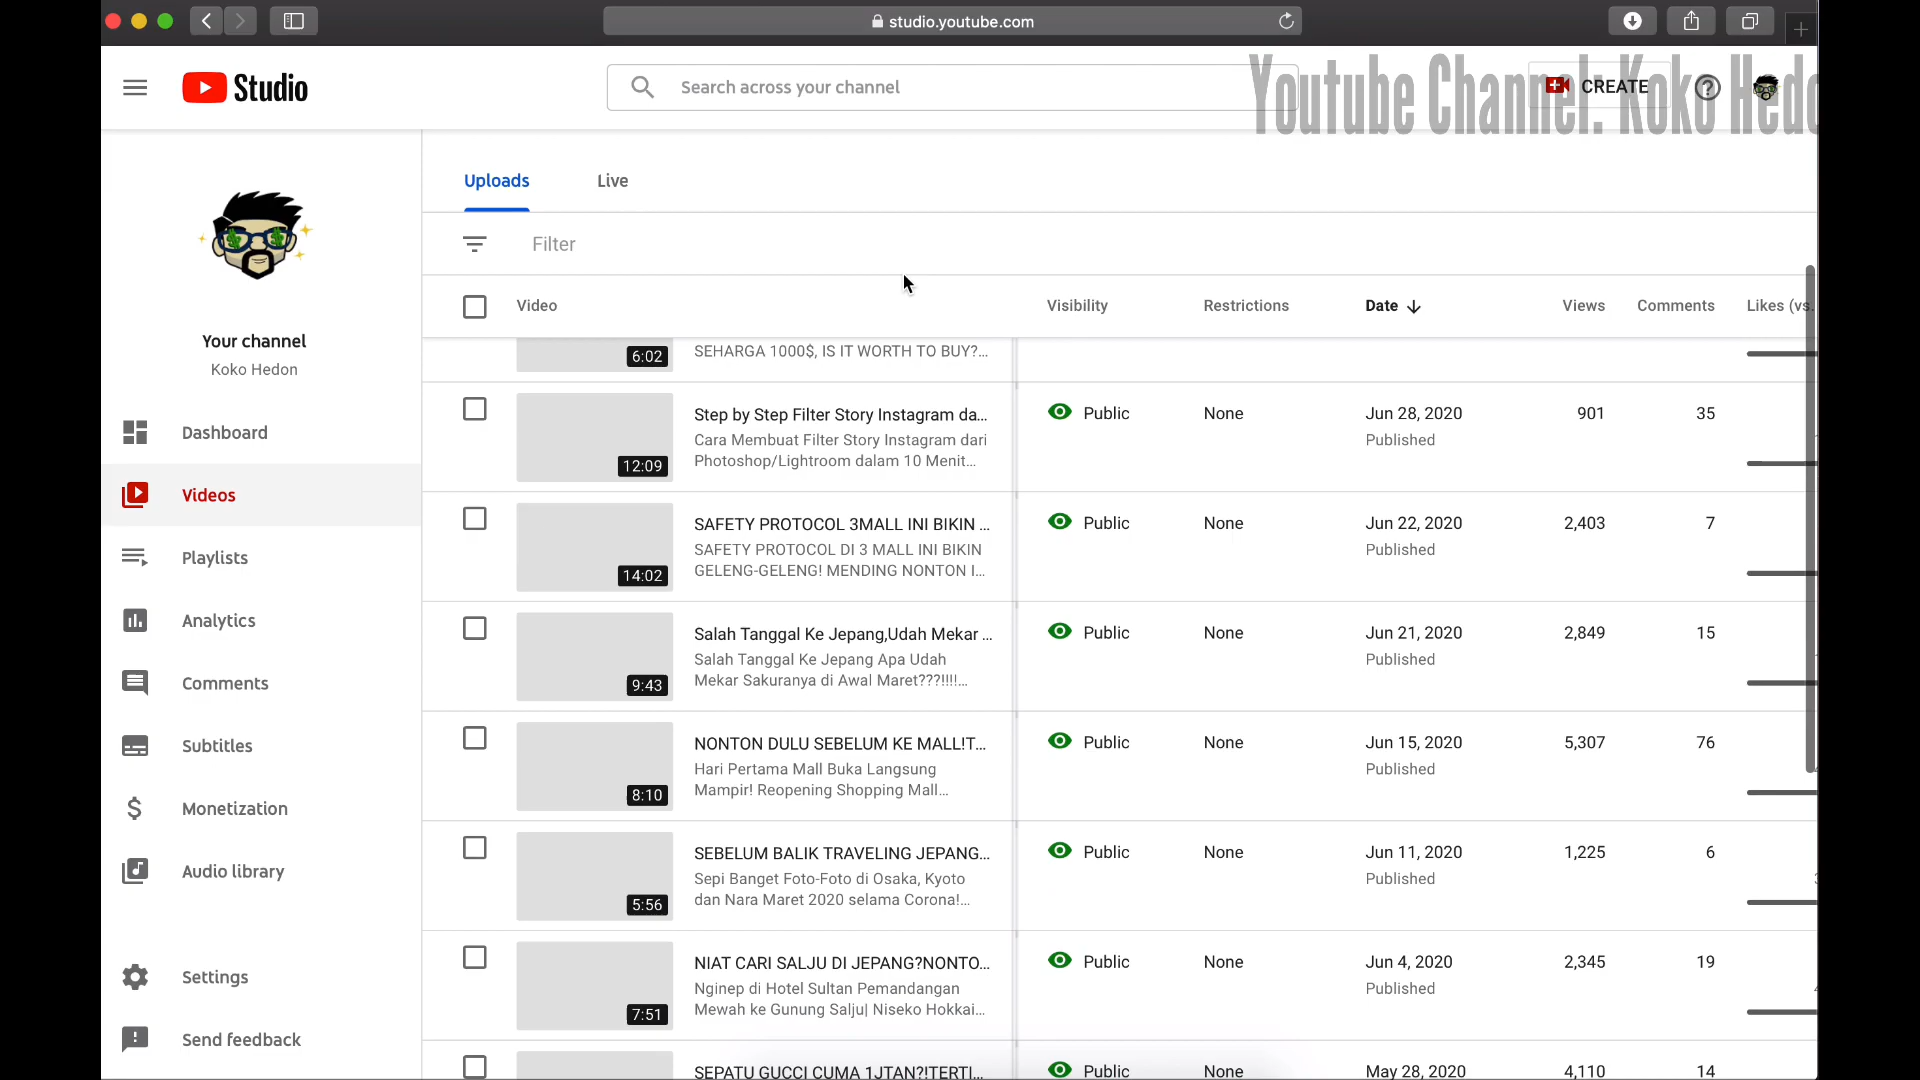 studio.youtube.com
Studio
Search across your channel
CREATE
Youtube Channel: Koko Hedo
Uploads
Live
Filter
Your channel
Koko Hedon
Dashboard
Videos
Playlists
Analytics
Comments
Subtitles
Monetization
Audio library
Settings
Send feedback
Video Visibility Restrictions Date Views Comments Likes (vs.
6:02
SEHARGA 1000$, IS IT WORTH TO BUY?...
12:09
Step by Step Filter Story Instagram da...
Cara Membuat Filter Story Instagram dari
Photoshop/Lightroom dalam 10 Menit...
Public None Jun 28, 2020 901 35
Published
14:02
SAFETY PROTOCOL 3MALL INI BIKIN ...
SAFETY PROTOCOL DI 3 MALL INI BIKIN
GELENG-GELENG! MENDING NONTON I...
Public None Jun 22, 2020 2,403 7
Published
9:43
Salah Tanggal Ke Jepang,Udah Mekar ...
Salah Tanggal Ke Jepang Apa Udah
Mekar Sakuranya di Awal Maret???!!!!...
Public None Jun 21, 2020 2,849 15
Published
8:10
NONTON DULU SEBELUM KE MALL!T...
Hari Pertama Mall Buka Langsung
Mampir! Reopening Shopping Mall...
Public None Jun 15, 2020 5,307 76
Published
5:56
SEBELUM BALIK TRAVELING JEPANG...
Sepi Banget Foto-Foto di Osaka, Kyoto
dan Nara Maret 2020 selama Corona!...
Public None Jun 11, 2020 1,225 6
Published
7:51
NIAT CARI SALJU DI JEPANG?NONTO...
Nginep di Hotel Sultan Pemandangan
Mewah ke Gunung Salju| Niseko Hokkai...
Public None Jun 4, 2020 2,345 19
Published
SEPATU GUCCI CUMA 1JTAN?!TERTI...
Public None May 28, 2020 4,110 14